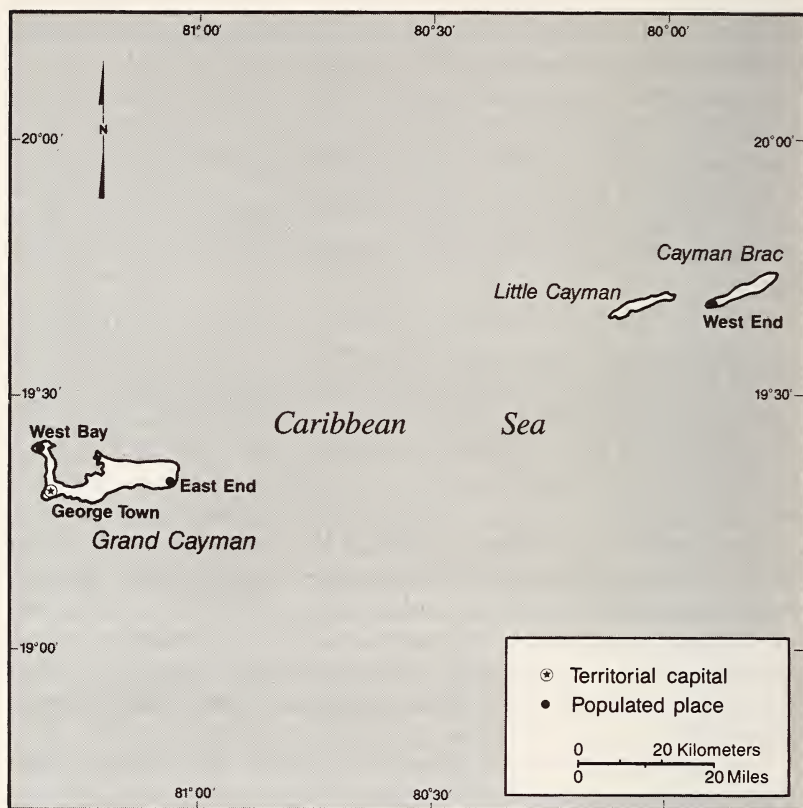 81°00' 80°30' 80°00'
N
20°00' 20°00'
Cayman Brac
Little Cayman
West End
19°30' 19°30'
Caribbean Sea
West Bay
East End
George Town
Grand Cayman
19°00'
Territorial capital
Populated place
0 20 Kilometers
0 20 Miles
81°00' 80°30'